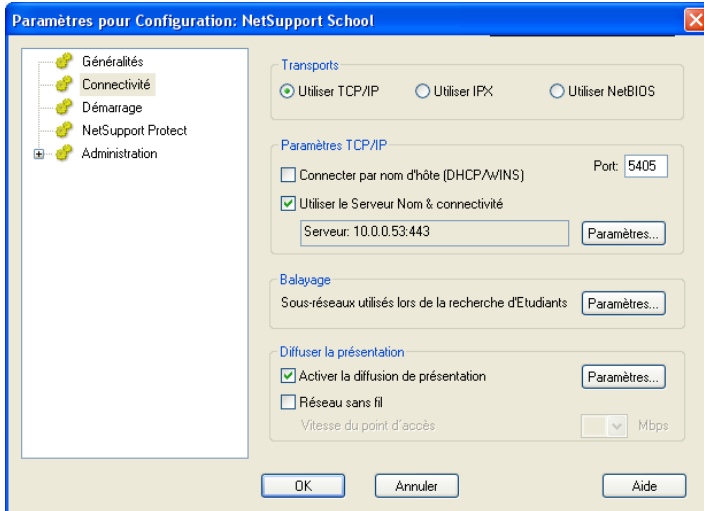 Paramètres pour Configuration: NetSupport School
Généralités
Connectivité
Démarrage
NetSupport Protect
Administration
Transports
Utiliser TCP/IP
Utiliser IPX
Utiliser NetBIOS
Paramètres TCP/IP
Connecter par nom d'hôte (DHCP/WINS)
Port: 5405
Utiliser le Serveur Nom & connectivité
Serveur: 10.0.0.53:443
Paramètres...
Balayage
Sous-réseaux utilisés lors de la recherche d'Etudiants
Paramètres...
Diffuser la présentation
Activer la diffusion de présentation
Paramètres...
Réseau sans fil
Vitesse du point d'accès
Mbps
OK
Annuler
Aide